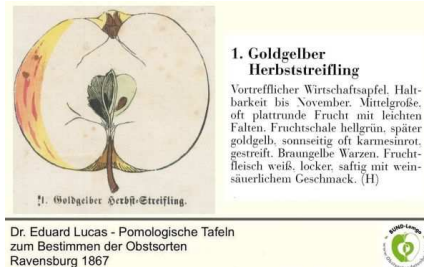 1. Goldgelber Herbst-Streifling.
1. Goldgelber
Herbststreifling
Vortrefflicher Wirtschaftsapfel. Halt-
barkeit bis November. Mittelgroße,
oft plattrunde Frucht mit leichten
Falten. Fruchtschale hellgrün, später
goldgelb, sonnseitig oft karmesinrot,
gestreift. Braungelbe Warzen. Frucht-
fleisch weiß, locker, saftig mit wein-
säuerlichem Geschmack. (H)
Dr. Eduard Lucas - Pomologische Tafeln
zum Bestimmen der Obstsorten
Ravensburg 1867
BUND-Lemgo